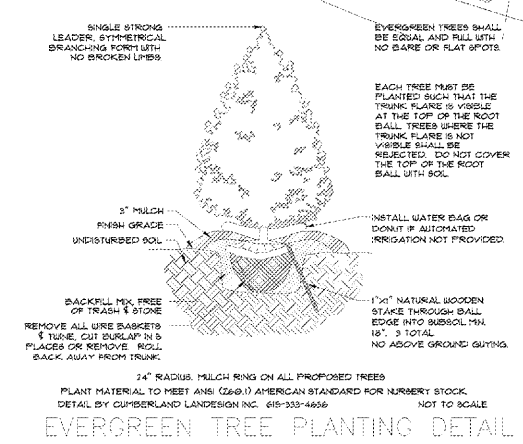 SINGLE STRONG
LEADER, SYMMETRICAL
BRANCHING FORM WITH
NO BROKEN LIMBS
EVERGREEN TREES SHALL
BE EQUAL AND FULL WITH
NO BARE OR FLAT SPOTS.
EACH TREE MUST BE
PLANTED SUCH THAT THE
TRUNK FLARE IS VISIBLE
AT THE TOP OF THE ROOT
BALL. TREES WHERE THE
TRUNK FLARE IS NOT
VISIBLE SHALL BE
REJECTED. DO NOT COVER
THE TOP OF THE ROOT
BALL WITH SOIL.
3" MULCH
FINISH GRADE
UNDISTURBED SOIL
INSTALL WATER BAG OR
DONUT IF AUTOMATED
IRRIGATION NOT PROVIDED.
BACKFILL MIX, FREE
OF TRASH & STONE
REMOVE ALL WIRE BASKETS
& TWINE, CUT BURLAP IN 5
PLACES OR REMOVE. ROLL
BACK AWAY FROM TRUNK.
1"X1" NATURAL WOODEN
STAKE THROUGH BALL
EDGE INTO SUBSOIL MIN.
18". 3 TOTAL
NO ABOVE GROUND GUYING.
24" RADIUS, MULCH RING ON ALL PROPOSED TREES
PLANT MATERIAL TO MEET ANSI (Z60.1) AMERICAN STANDARD FOR NURSERY STOCK.
DETAIL BY CUMBERLAND LANDESIGN INC. 615-333-4656
NOT TO SCALE
EVERGREEN TREE PLANTING DETAIL